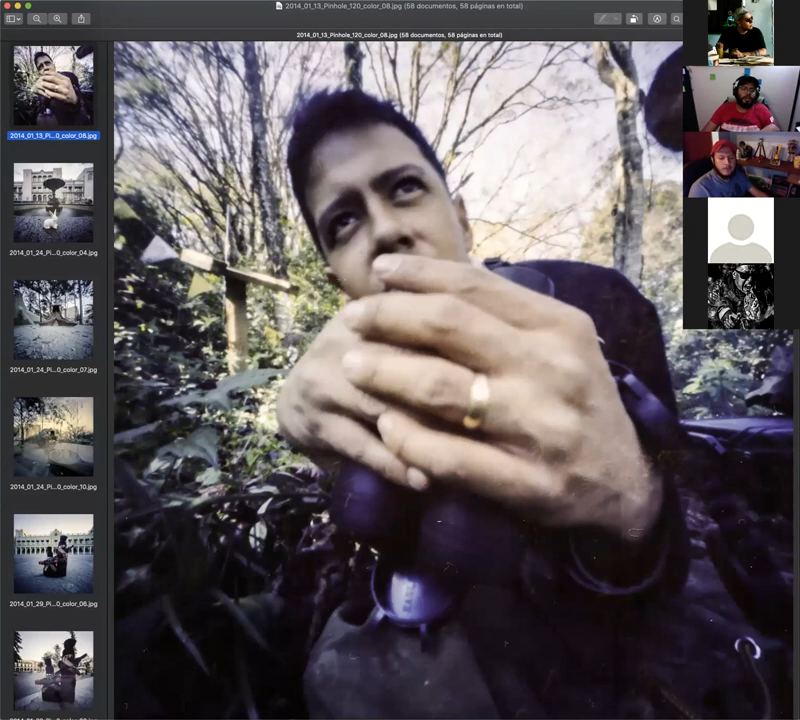 2014_01_13_Pinhole_120_color_08.jpg (58 documentos, 58 páginas en total)
2014_01_13_Pinhole_120_color_08.jpg (58 documentos, 58 páginas en total)
2014_01_13_Pi...0_color_08.jpg
2014_01_24_Pi...0_color_04.jpg
2014_01_24_Pi...0_color_07.jpg
2014_01_24_Pi...0_color_10.jpg
2014_01_29_Pi...0_color_06.jpg